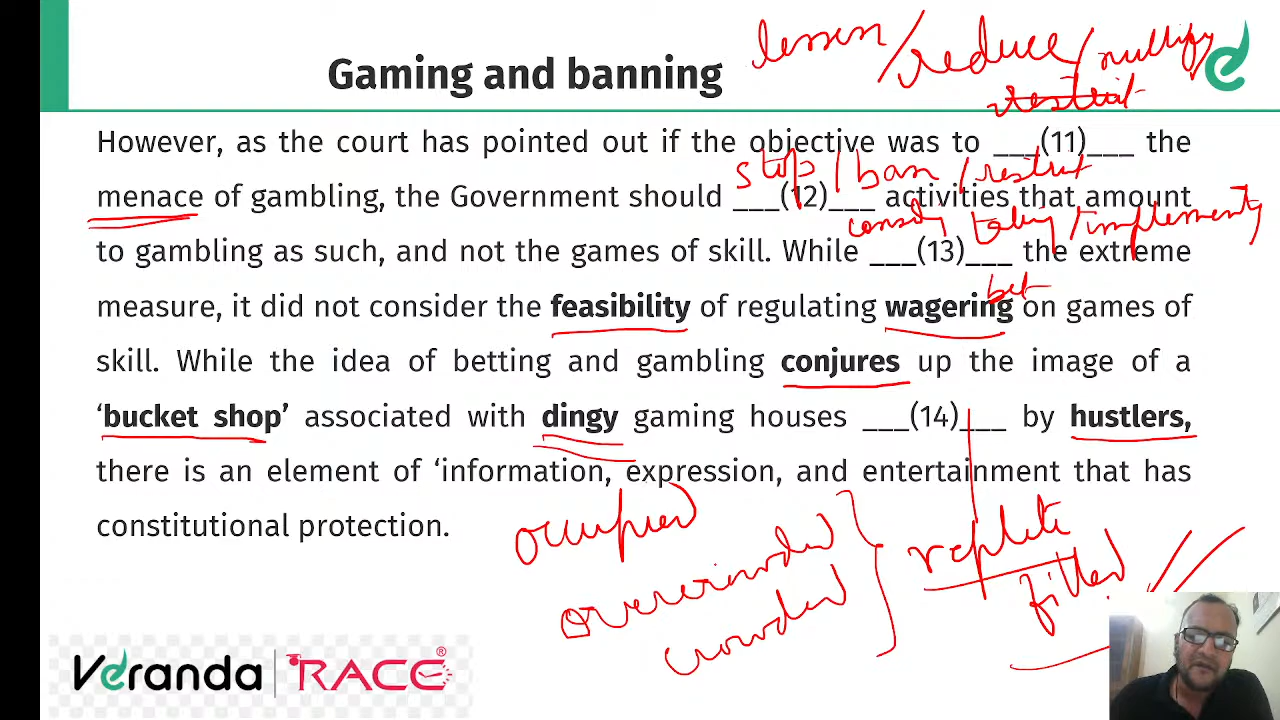 lessen / reduce / nullify
Gaming and banning
restrict
However, as the court has pointed out if the objective was to ___(11)___ the
stop / ban / restrict
menace of gambling, the Government should ___(12)___ activities that amount
taking / implementing
to gambling as such, and not the games of skill. While ___(13)___ the extreme
bet
measure, it did not consider the feasibility of regulating wagering on games of
skill. While the idea of betting and gambling conjures up the image of a
‘bucket shop’ associated with dingy gaming houses ___(14)___ by hustlers,
there is an element of ‘information, expression, and entertainment that has
constitutional protection.
occupied
overcrowded
crowded
replete
filled
Veranda RACE®